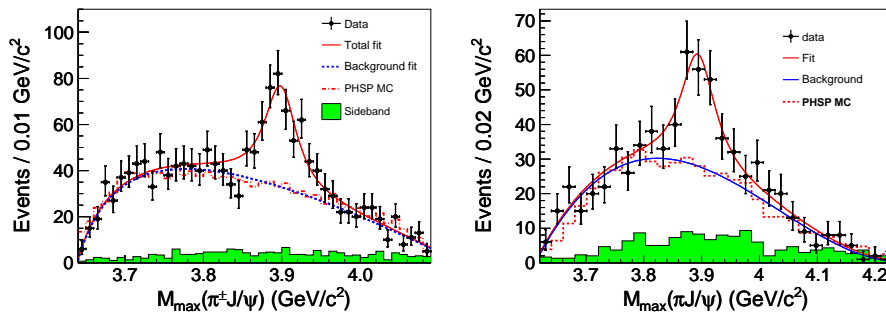 Events / 0.01 GeV/c²
100
80
60
40
20
0
3.7
3.8
3.9
4.0
M_max(π±J/ψ) (GeV/c²)
Data
Total fit
Background fit
PHSP MC
Sideband
Events / 0.02 GeV/c²
70
60
50
40
30
20
10
0
3.7
3.8
3.9
4
4.1
4.2
M_max(πJ/ψ) (GeV/c²)
data
Fit
Background
PHSP MC